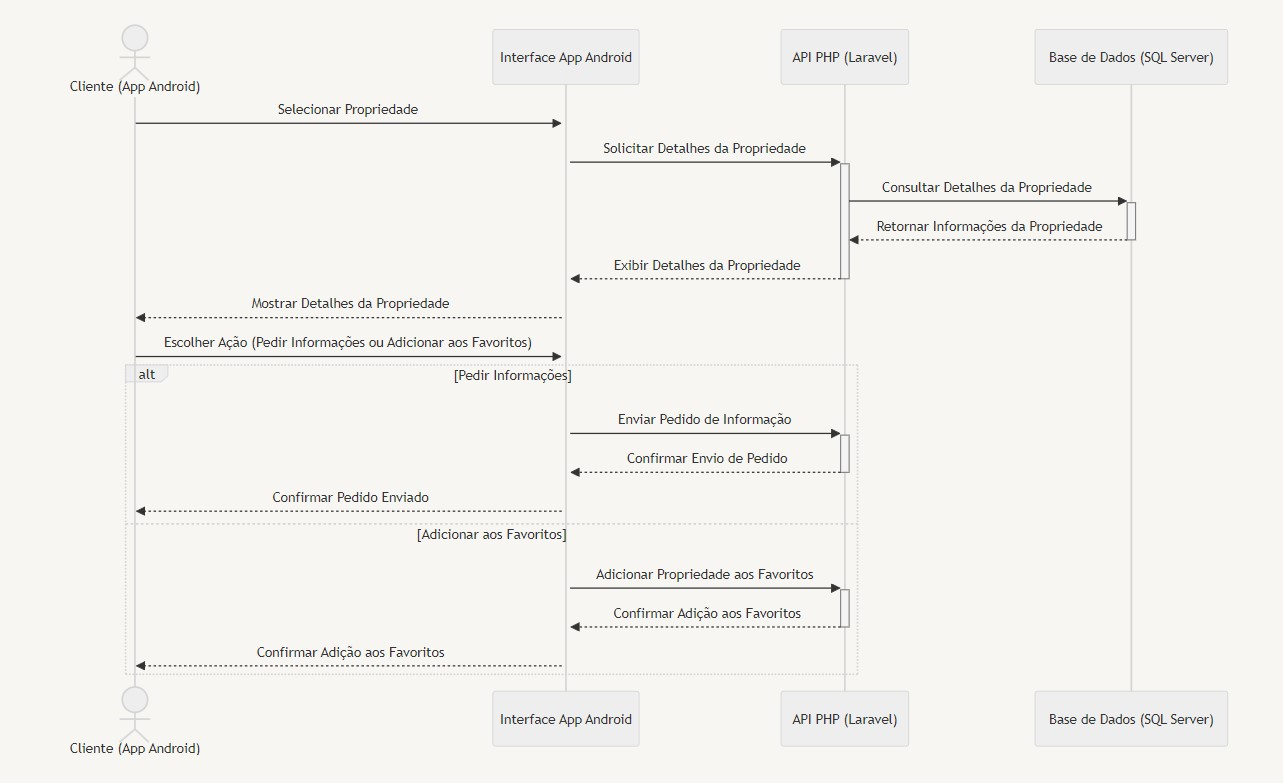 Cliente (App Android)
Interface App Android
API PHP (Laravel)
Base de Dados (SQL Server)
Selecionar Propriedade
Solicitar Detalhes da Propriedade
Consultar Detalhes da Propriedade
Retornar Informações da Propriedade
Exibir Detalhes da Propriedade
Mostrar Detalhes da Propriedade
Escolher Ação (Pedir Informações ou Adicionar aos Favoritos)
alt
[Pedir Informações]
Enviar Pedido de Informação
Confirmar Envio de Pedido
Confirmar Pedido Enviado
[Adicionar aos Favoritos]
Adicionar Propriedade aos Favoritos
Confirmar Adição aos Favoritos
Confirmar Adição aos Favoritos
Cliente (App Android)
Interface App Android
API PHP (Laravel)
Base de Dados (SQL Server)